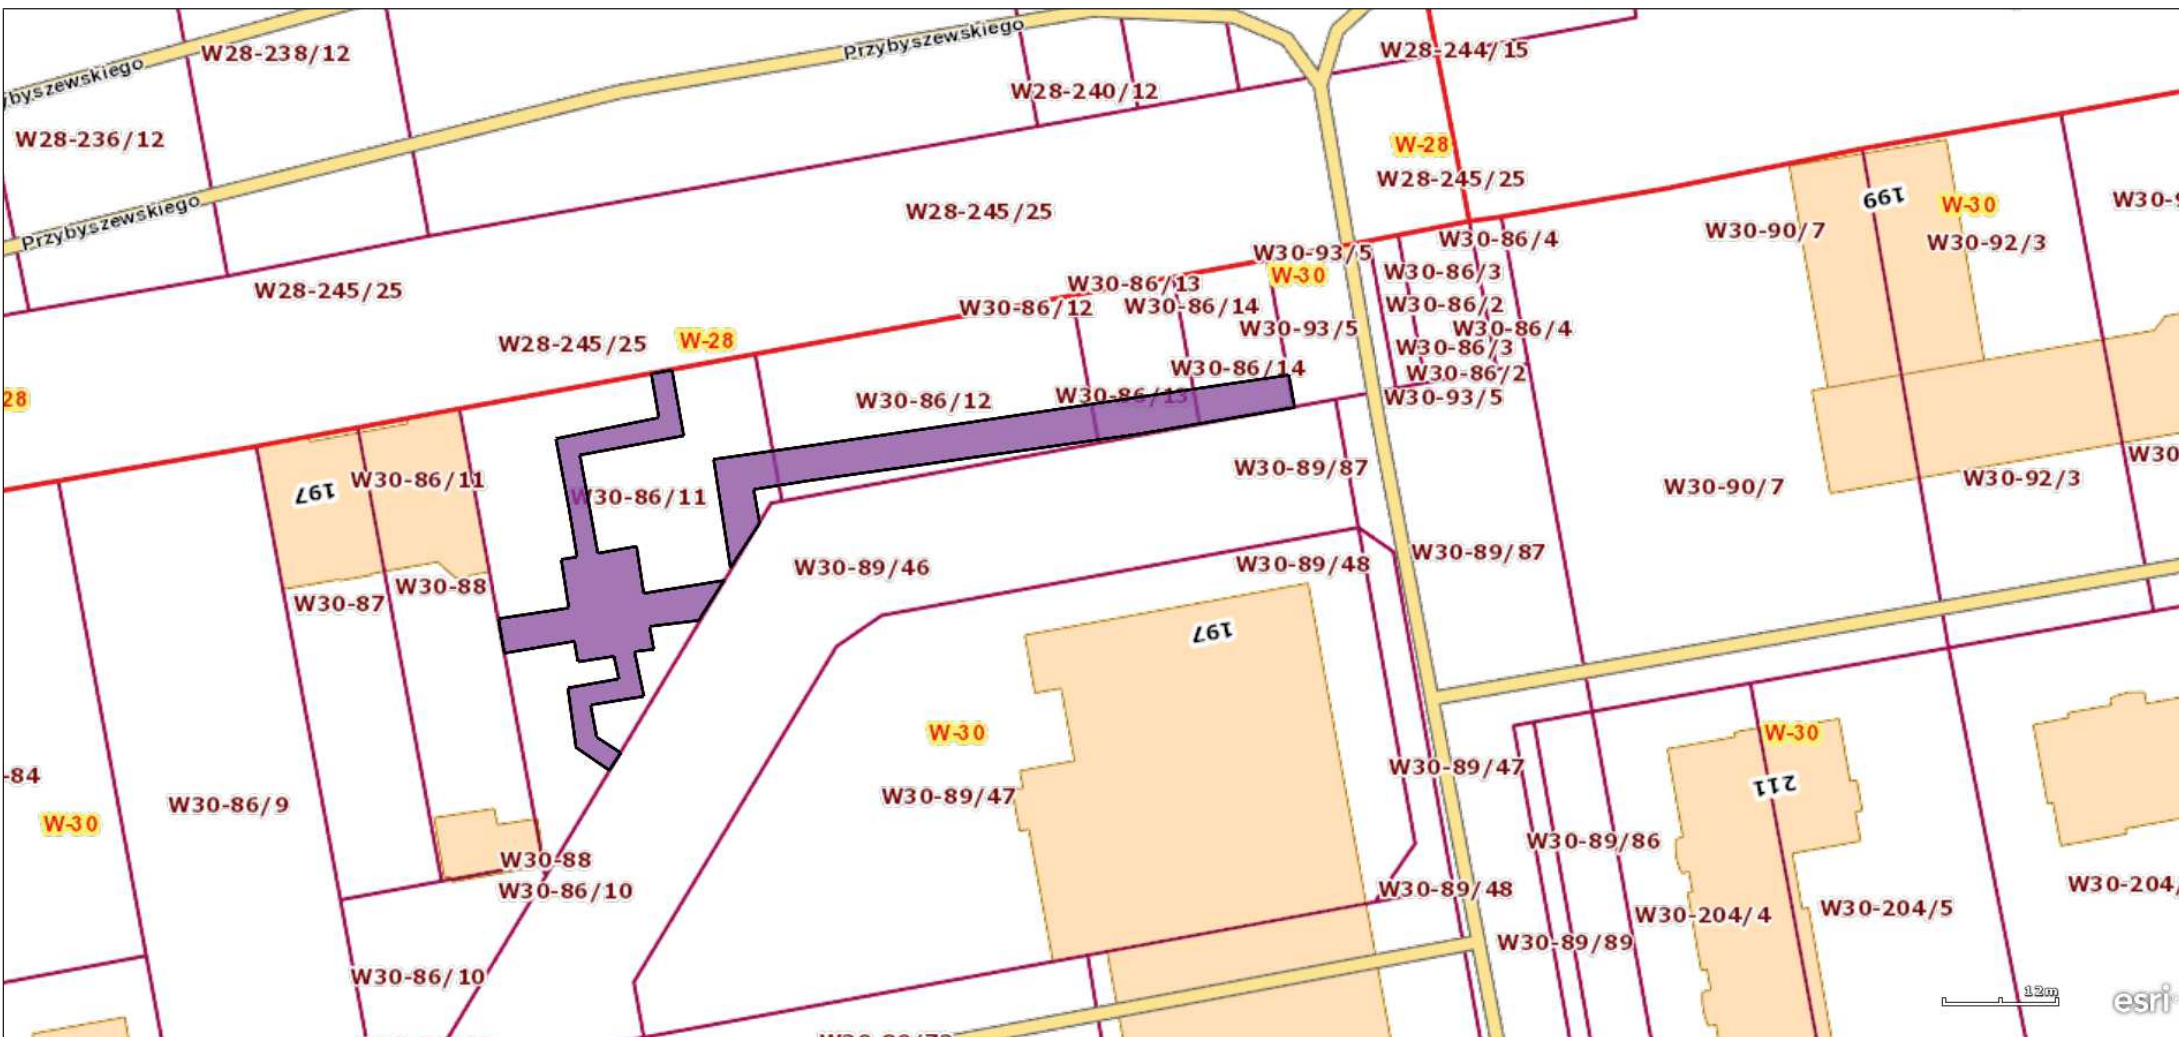 W28-238/12
Przybyszewskiego
W28-244/15
ybyszewskiego
W28-240/12
W28-236/12
W-28
W28-245/25
Przybyszewskiego
W28-245/25
199
W-30
W30-90/7
W30-92/3
W30-86/4
W30-93/5
W-30
W30-86/3
W30-86/13
W28-245/25
W30-86/12
W30-86/14
W30-86/2
W30-93/5
W30-86/4
W28-245/25
W-28
W30-86/3
W30-86/14
W30-86/2
W30-86/13
W30-93/5
28
W30-86/12
W30-89/87
W30
197
W30-86/11
W30-86/11
W30-90/7
W30-92/3
W30-89/87
W30-89/46
W30-89/48
W30-88
W30-87
197
W-30
W-30
W30-89/47
-84
211
W30-89/47
W30-86/9
W-30
W30-89/86
W30-88
W30-86/10
W30-89/48
W30-204/
W30-204/4
W30-204/5
W30-89/89
W30-86/10
12m
esri